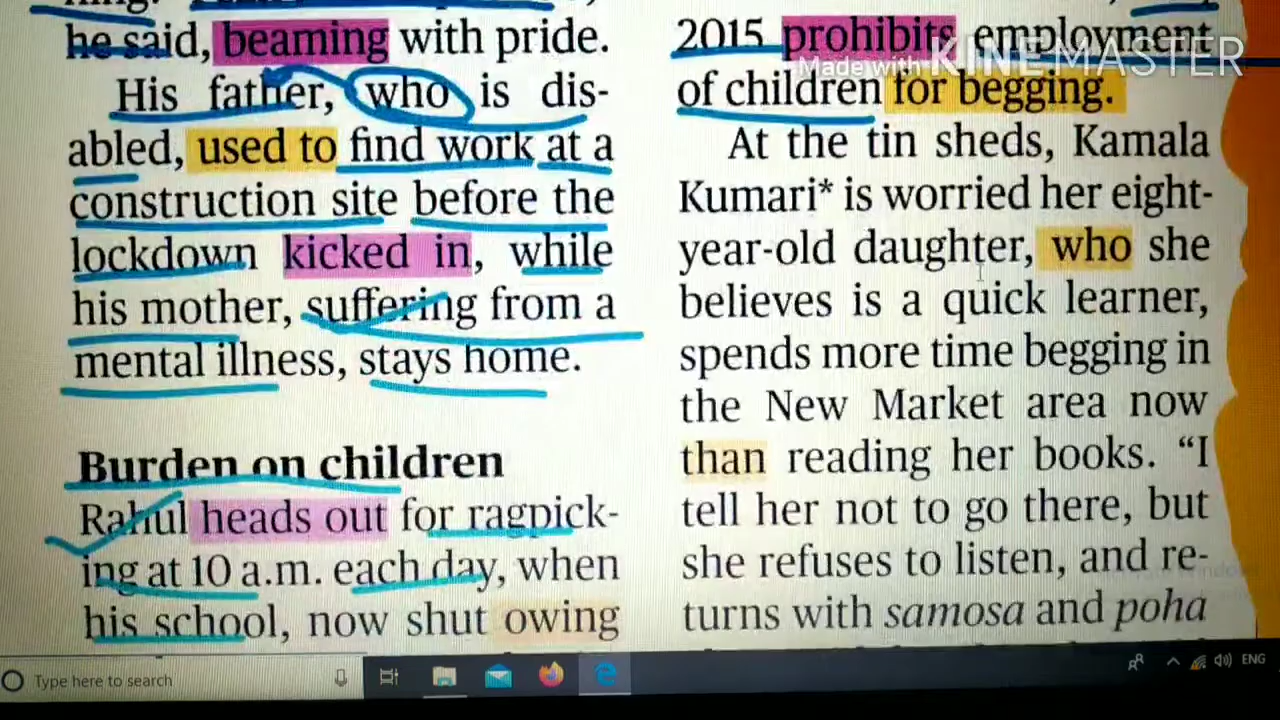 he said, beaming with pride.
His father, who is dis-
abled, used to find work at a
construction site before the
lockdown kicked in, while
his mother, suffering from a
mental illness, stays home.
Burden on children
Rahul heads out for ragpick-
ing at 10 a.m. each day, when
his school, now shut owing
2015 prohibits employment
of children for begging.
At the tin sheds, Kamala
Kumari* is worried her eight-
year-old daughter, who she
believes is a quick learner,
spends more time begging in
the New Market area now
than reading her books. “I
tell her not to go there, but
she refuses to listen, and re-
turns with samosa and poha
Made with KINEMASTER
Type here to search
ENG